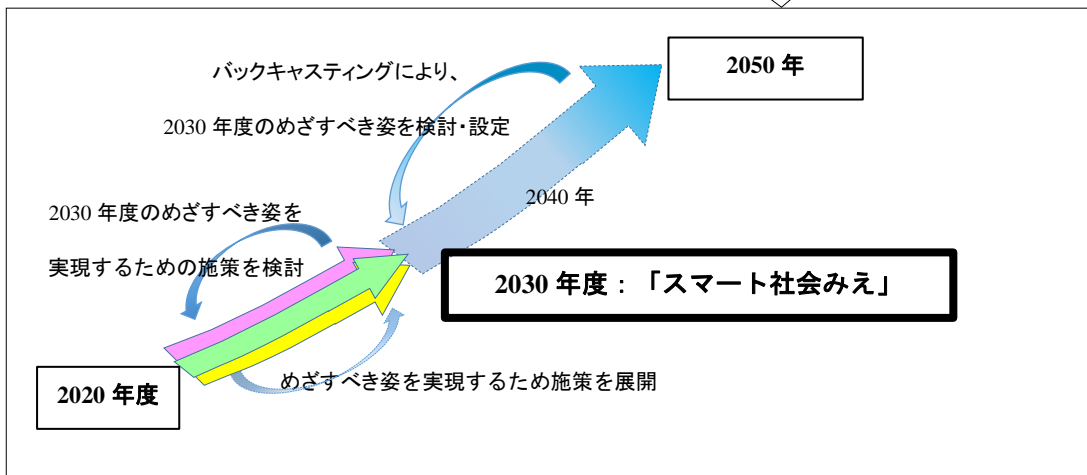 バックキャスティングにより、
2050 年
2030 年度のめざすべき姿を検討・設定
2040 年
2030 年度のめざすべき姿を
実現するための施策を検討
2030 年度：「スマート社会みえ」
めざすべき姿を実現するため施策を展開
2020 年度